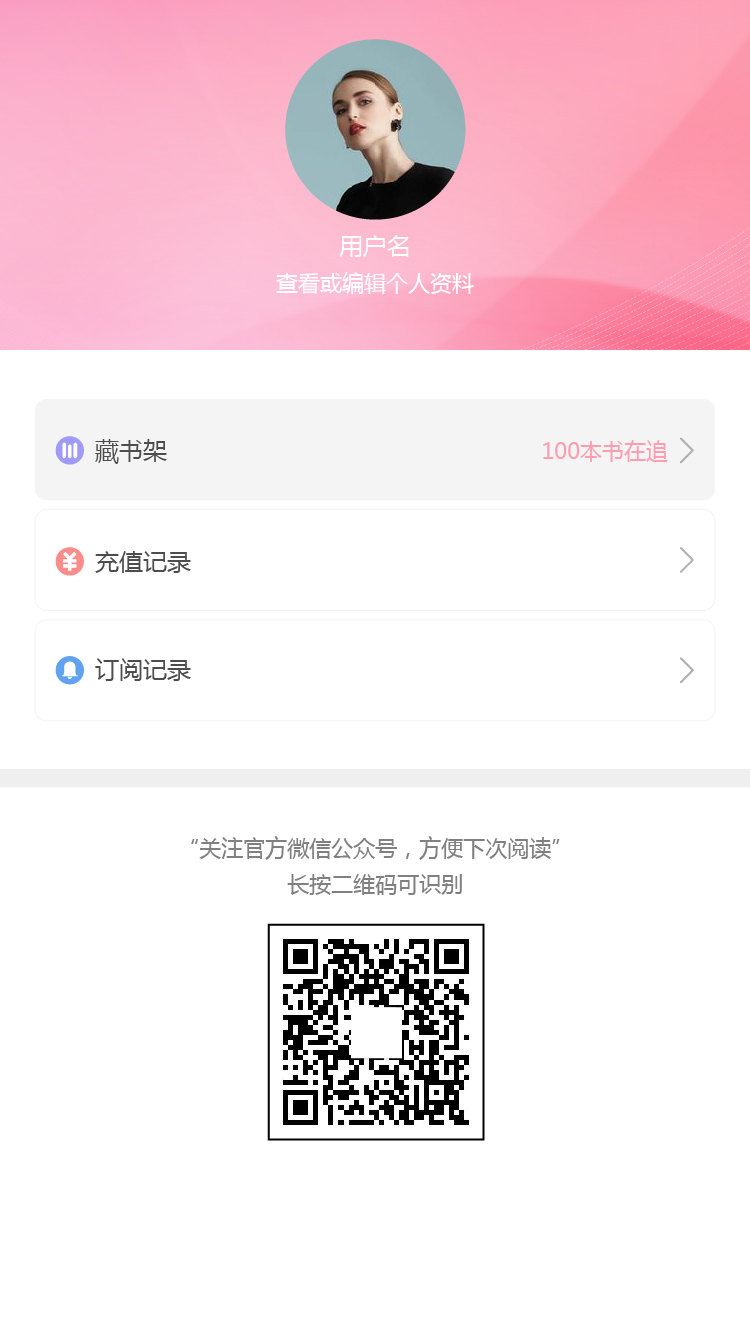 用户名
查看或编辑个人资料
藏书架
100本书在追
充值记录
订阅记录
“关注官方微信公众号，方便下次阅读”
长按二维码可识别